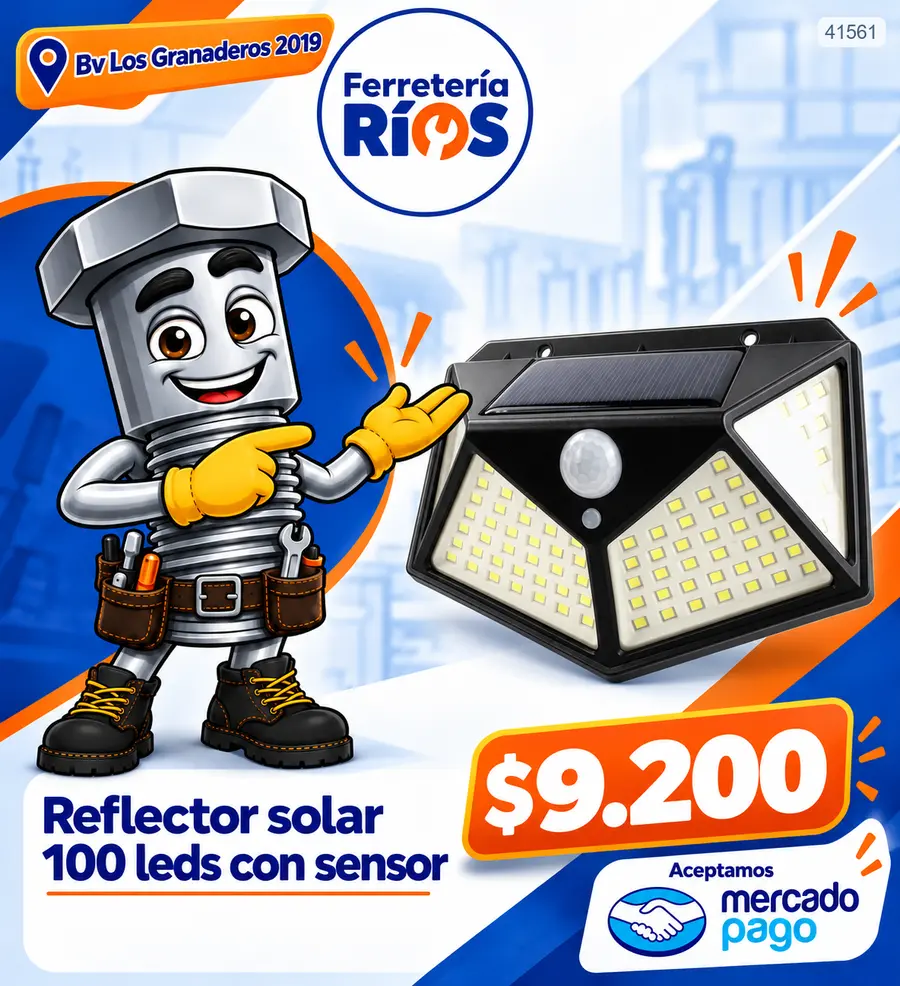 Bv Los Granaderos 2019
Ferretería
RíOS
41561
$9.200
Reflector solar
100 leds con sensor
Aceptamos
mercado
pago